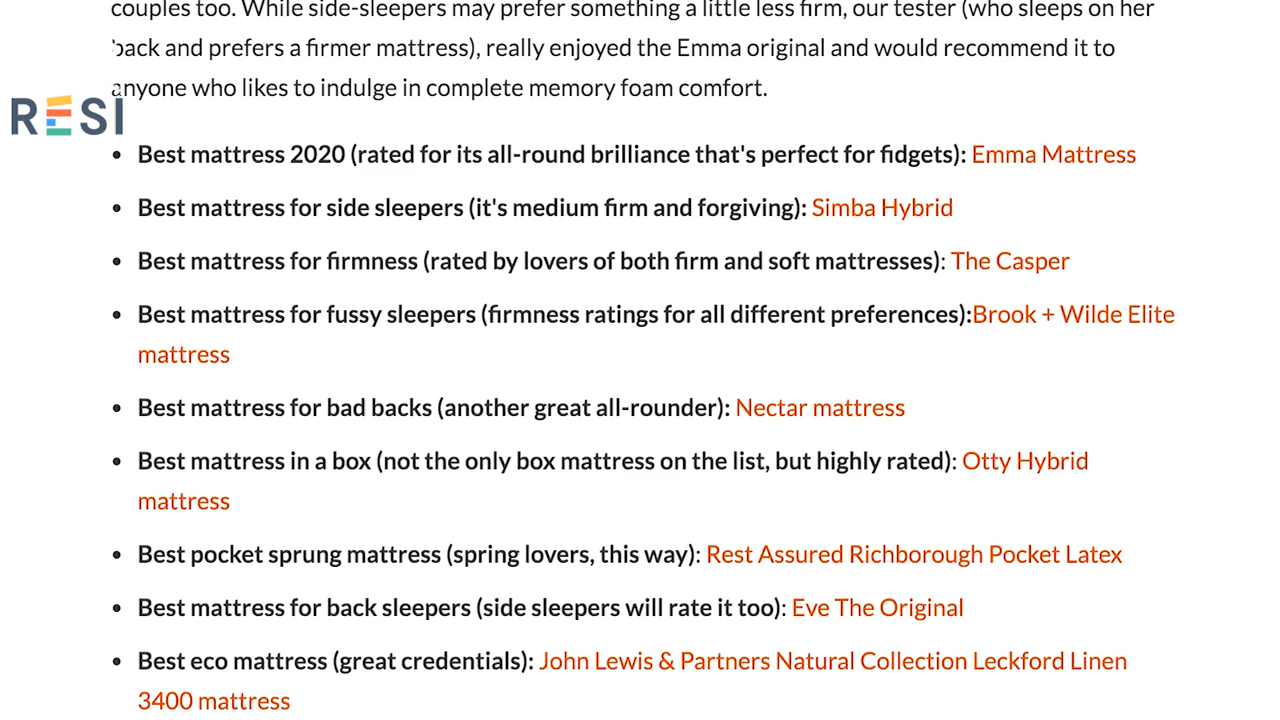 couples too. While side-sleepers may prefer something a little less firm, our tester (who sleeps on her
back and prefers a firmer mattress), really enjoyed the Emma original and would recommend it to
anyone who likes to indulge in complete memory foam comfort.
RESI
• Best mattress 2020 (rated for its all-round brilliance that's perfect for fidgets): Emma Mattress
• Best mattress for side sleepers (it's medium firm and forgiving): Simba Hybrid
• Best mattress for firmness (rated by lovers of both firm and soft mattresses): The Casper
• Best mattress for fussy sleepers (firmness ratings for all different preferences):Brook + Wilde Elite
mattress
• Best mattress for bad backs (another great all-rounder): Nectar mattress
• Best mattress in a box (not the only box mattress on the list, but highly rated): Otty Hybrid
mattress
• Best pocket sprung mattress (spring lovers, this way): Rest Assured Richborough Pocket Latex
• Best mattress for back sleepers (side sleepers will rate it too): Eve The Original
• Best eco mattress (great credentials): John Lewis & Partners Natural Collection Leckford Linen
3400 mattress